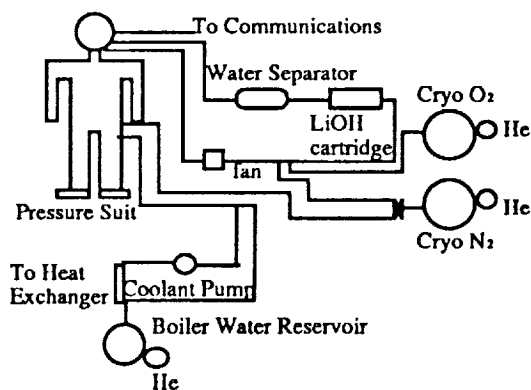 To Communications
Water Separator
Cryo O₂
He
LiOH
cartridge
fan
Pressure Suit
He
Cryo N₂
To Heat
Exchanger
Coolant Pump
Boiler Water Reservoir
He